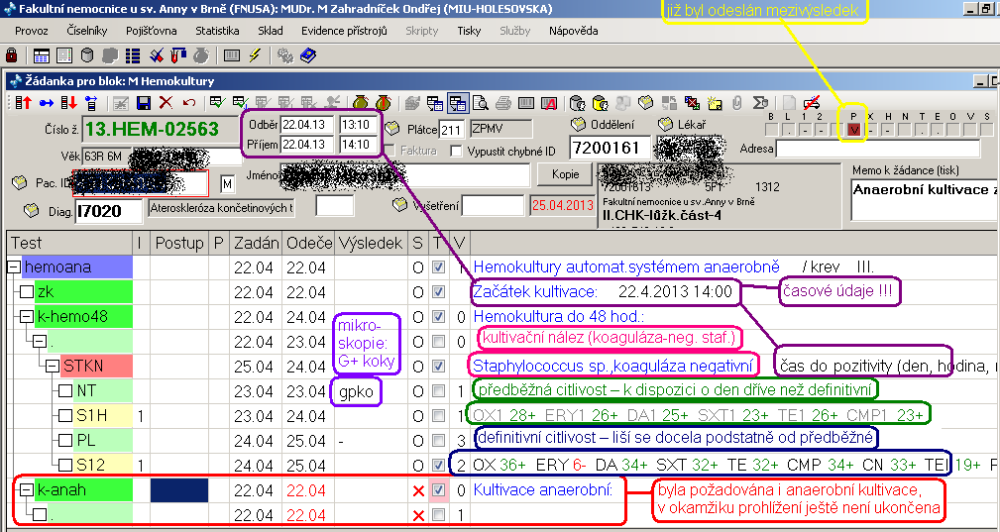 Fakultní nemocnice u sv. Anny v Brně (FNUSA): MUDr. M Zahradníček Ondřej (MIU-HOLESOVSKA)
již byl odeslán mezivýsledek
Provoz Číselníky Pojišťovna Statistika Sklad Evidence přístrojů Skripty Tisky Služby Nápověda
Žádanka pro blok: M Hemokultury
Číslo ž. 13.HEM-02563
Odběr 22.04.13 13:10
Příjem 22.04.13 14:10
Plátce 211 ZPMV
Faktura Vypustit chybné ID
Oddělení Lékař
7200161
B L 1 2 P X H N T E O V S
V
Adresa
Věk 63R 6M
Pac. ID
M
Jméno
Kopie
72001613 5P1 1312
Fakultní nemocnice u sv.Anny v Brně
II.CHK-lůžk.část-4
Memo k žádance (tisk)
Anaerobní kultivace z
Diag. I7020 Ateroskleróza končetinových t
Vyšetření 25.04.2013
Test I Postup P Zadán Odeče Výsledek S T V
hemoana 22.04 22.04 O 1 Hemokultury automat.systémem anaerobně / krev III.
zk 22.04 22.04 O Začátek kultivace: 22.4.2013 14:00 časové údaje !!!
k-hemo48 22.04 24.04 O 0 Hemokultura do 48 hod.:
mikro-
skopie:
G+ koky
. 22.04 23.04 O 0 kultivační nález (koaguláza-neg. staf.)
STKN 25.04 24.04 O Staphylococcus sp.,koaguláza negativní čas do pozitivity (den, hodina,
NT 23.04 23.04 gpko O 1 předběžná citlivost – k dispozici o den dříve než definitivní
S1H 1 23.04 24.04 O 1 OX1 28+ ERY1 26+ DA1 25+ SXT1 23+ TE1 26+ CMP1 23+
PL 24.04 25.04 - O 3 definitivní citlivost – liší se docela podstatně od předběžné
S12 1 24.04 25.04 O 2 OX 36+ ERY 6- DA 34+ SXT 32+ TE 32+ CMP 34+ CN 33+ TEI 19+
k-anah 22.04 22.04 0 Kultivace anaerobní:
. 22.04 22.04 1
byla požadována i anaerobní kultivace,
v okamžiku prohlížení ještě není ukončena